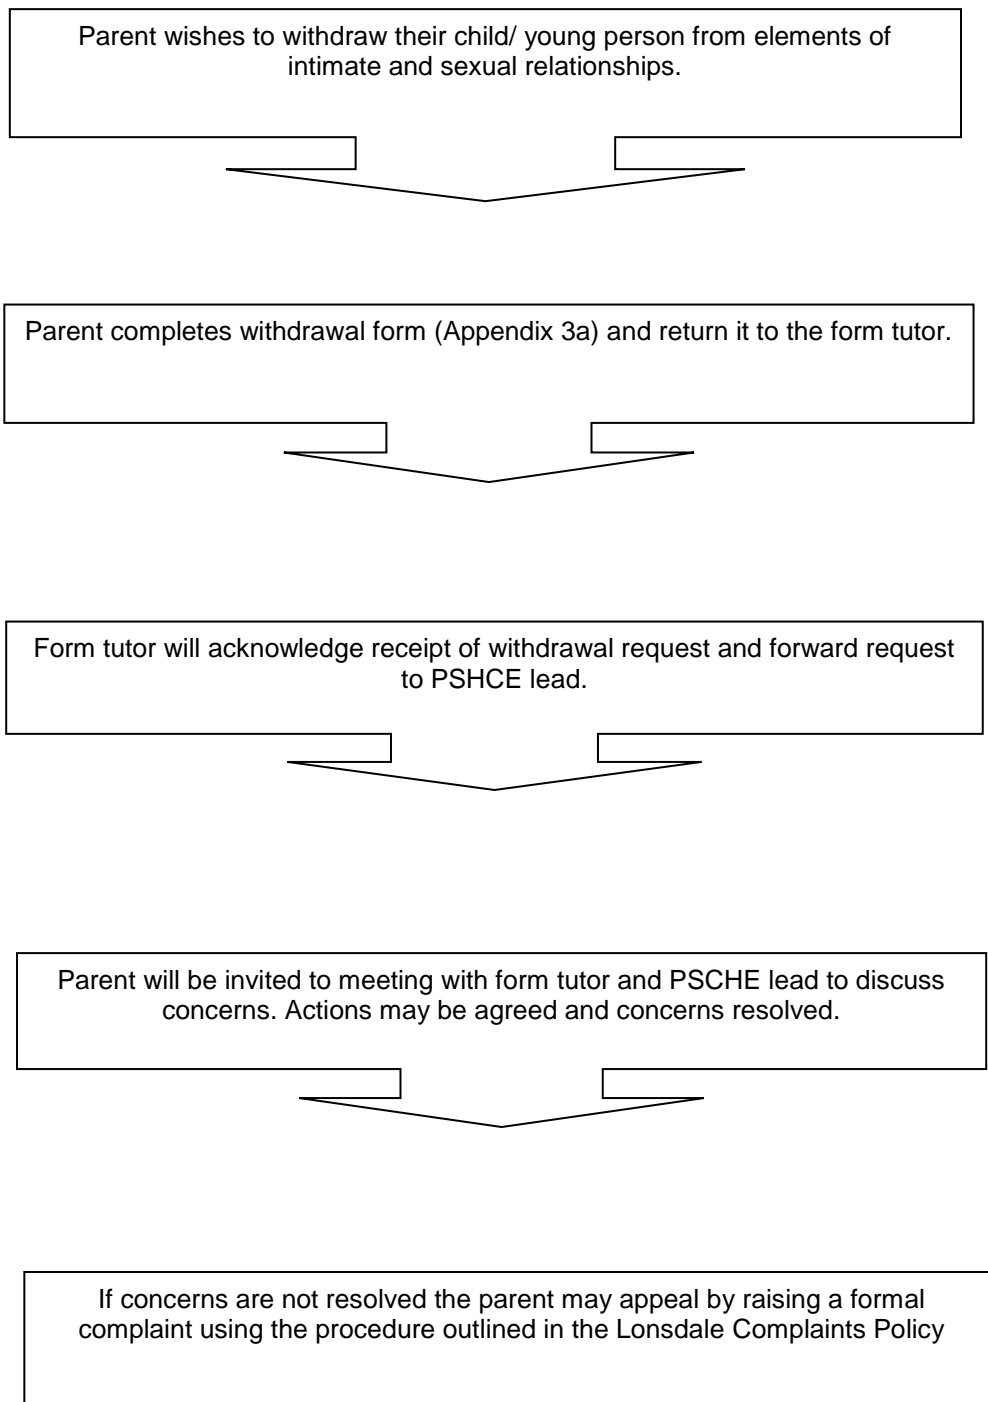 Parent wishes to withdraw their child/ young person from elements of
intimate and sexual relationships.
Parent completes withdrawal form (Appendix 3a) and return it to the form tutor.
Form tutor will acknowledge receipt of withdrawal request and forward request
to PSHCE lead.
Parent will be invited to meeting with form tutor and PSCHE lead to discuss
concerns. Actions may be agreed and concerns resolved.
If concerns are not resolved the parent may appeal by raising a formal
complaint using the procedure outlined in the Lonsdale Complaints Policy